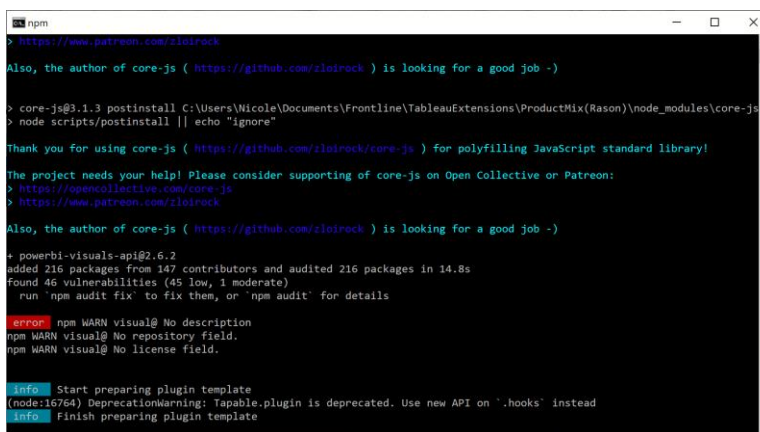 npm
> https://www.patreon.com/zloirock
Also, the author of core-js ( https://github.com/zloirock ) is looking for a good job -)
> core-js@3.1.3 postinstall C:\Users\Nicole\Documents\Frontline\TableauExtensions\ProductMix(Rason)\node_modules\core-js
> node scripts/postinstall || echo "ignore"
Thank you for using core-js ( https://github.com/zloirock/core-js ) for polyfilling JavaScript standard library!
The project needs your help! Please consider supporting of core-js on Open Collective or Patreon:
> https://opencollective.com/core-js
> https://www.patreon.com/zloirock
Also, the author of core-js ( https://github.com/zloirock ) is looking for a good job -)
+ powerbi-visuals-api@2.6.2
added 216 packages from 147 contributors and audited 216 packages in 14.8s
found 46 vulnerabilities (45 low, 1 moderate)
run `npm audit fix` to fix them, or `npm audit` for details
error npm WARN visual@ No description
npm WARN visual@ No repository field.
npm WARN visual@ No license field.
info Start preparing plugin template
(node:16764) DeprecationWarning: Tapable.plugin is deprecated. Use new API on `.hooks` instead
info Finish preparing plugin template